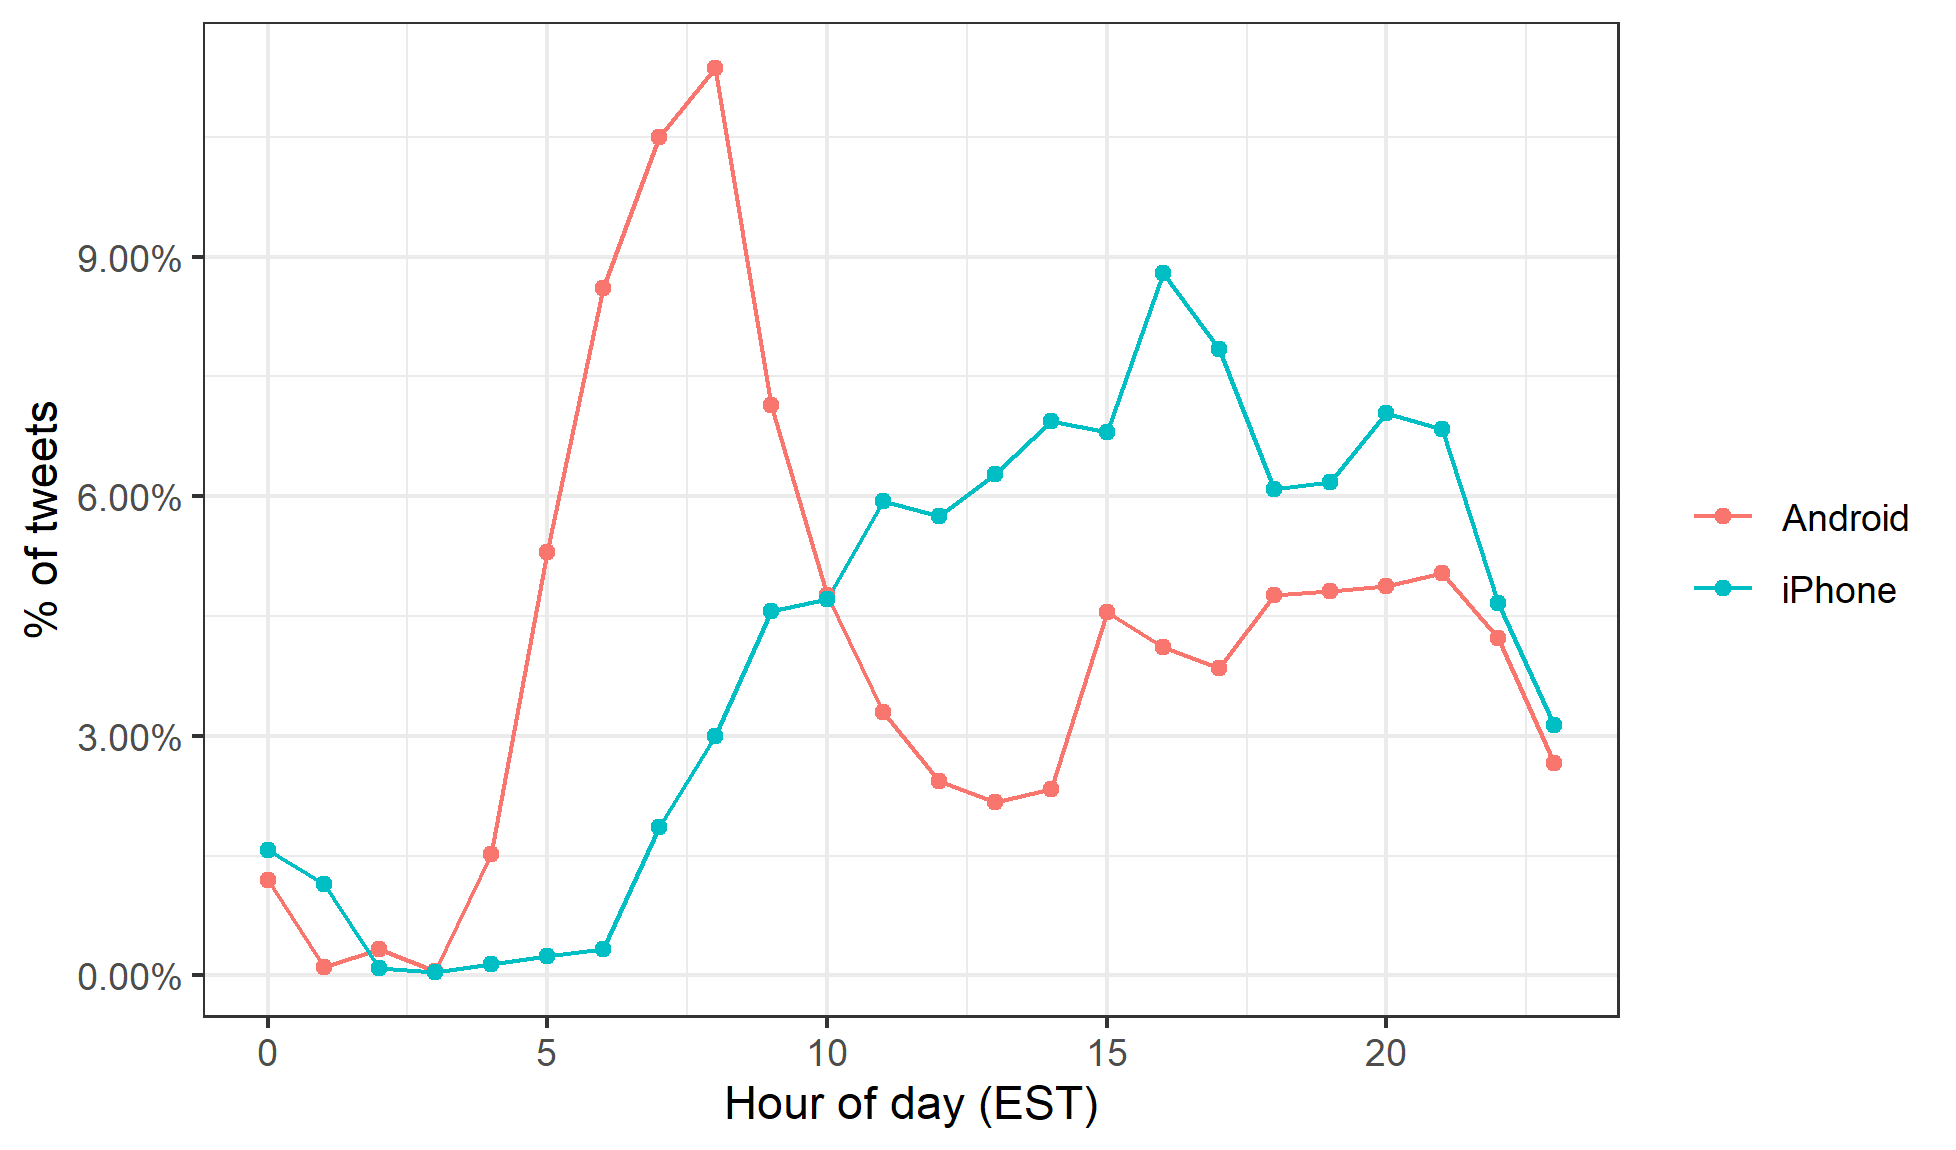 % of tweets
9.00%
6.00%
3.00%
0.00%
0 5 10 15 20
Hour of day (EST)
Android
iPhone